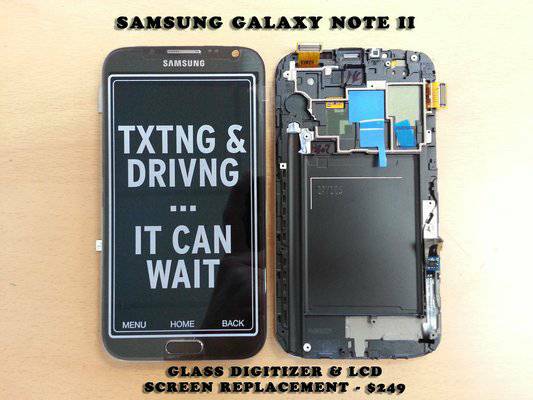 SAMSUNG GALAXY NOTE II
SAMSUNG
TXTNG &
DRIVNG
...
IT CAN
WAIT
MENU HOME BACK
GLASS DIGITIZER & LCD
SCREEN REPLACEMENT - $249